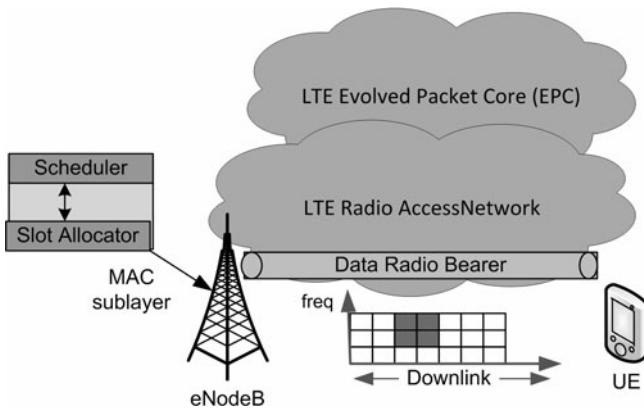 LTE Evolved Packet Core (EPC)
Scheduler
LTE Radio AccessNetwork
Slot Allocator
Data Radio Bearer
MAC
sublayer
freq
Downlink
UE
eNodeB